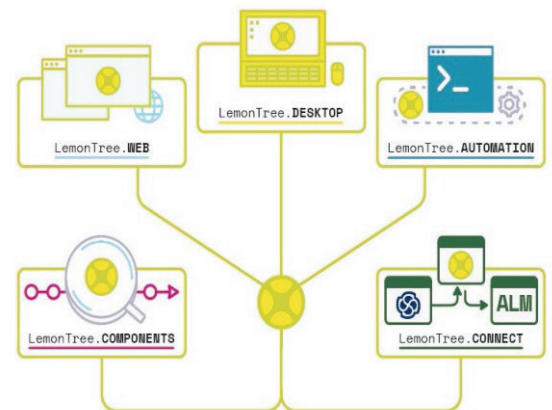 LemonTree.DESKTOP
LemonTree.WEB
>_
LemonTree.AUTOMATION
ALM
LemonTree.COMPONENTS
LemonTree.CONNECT